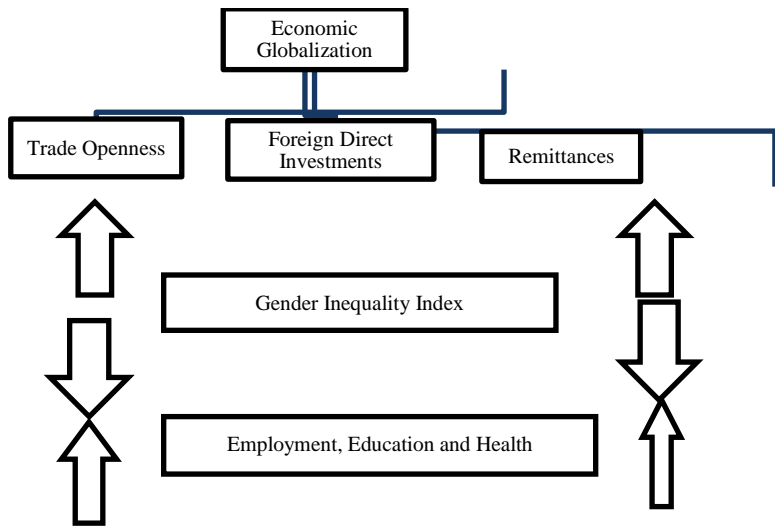 Economic
Globalization
Trade Openness
Foreign Direct
Investments
Remittances
Gender Inequality Index
Employment, Education and Health